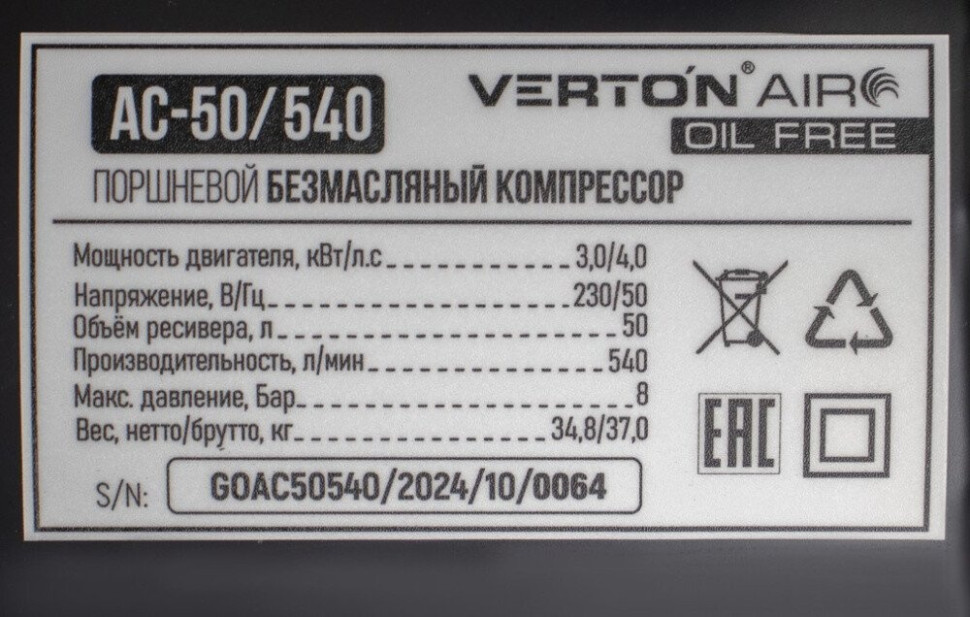 АС-50/540
VERTON® AIR
OIL FREE
ПОРШНЕВОЙ БЕЗМАСЛЯНЫЙ КОМПРЕССОР
Мощность двигателя, кВт/л.с 3,0/4,0
Напряжение, В/Гц 230/50
Объём ресивера, л 50
Производительность, л/мин 540
Макс. давление, Бар 8
Вес, нетто/брутто, кг 34,8/37,0
S/N: GOAC50540/2024/10/0064
EAC